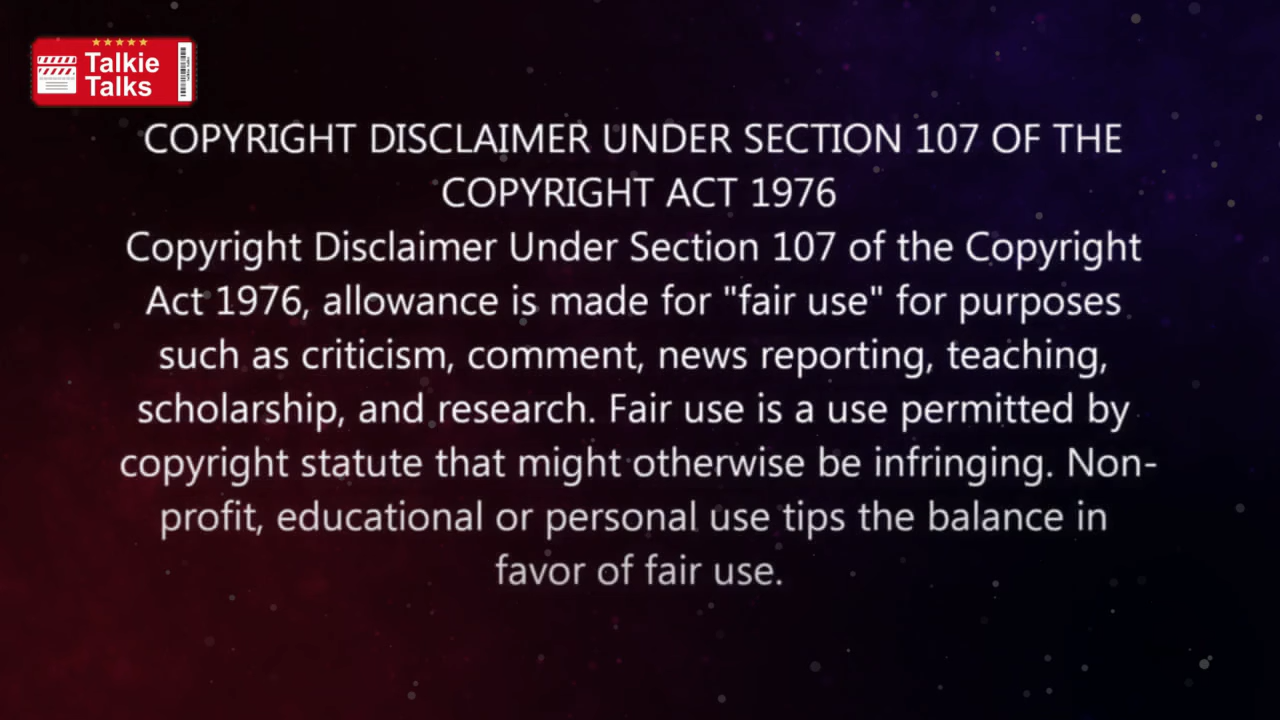 Talkie
Talks
COPYRIGHT DISCLAIMER UNDER SECTION 107 OF THE
COPYRIGHT ACT 1976
Copyright Disclaimer Under Section 107 of the Copyright
Act 1976, allowance is made for "fair use" for purposes
such as criticism, comment, news reporting, teaching,
scholarship, and research. Fair use is a use permitted by
copyright statute that might otherwise be infringing. Non-
profit, educational or personal use tips the balance in
favor of fair use.